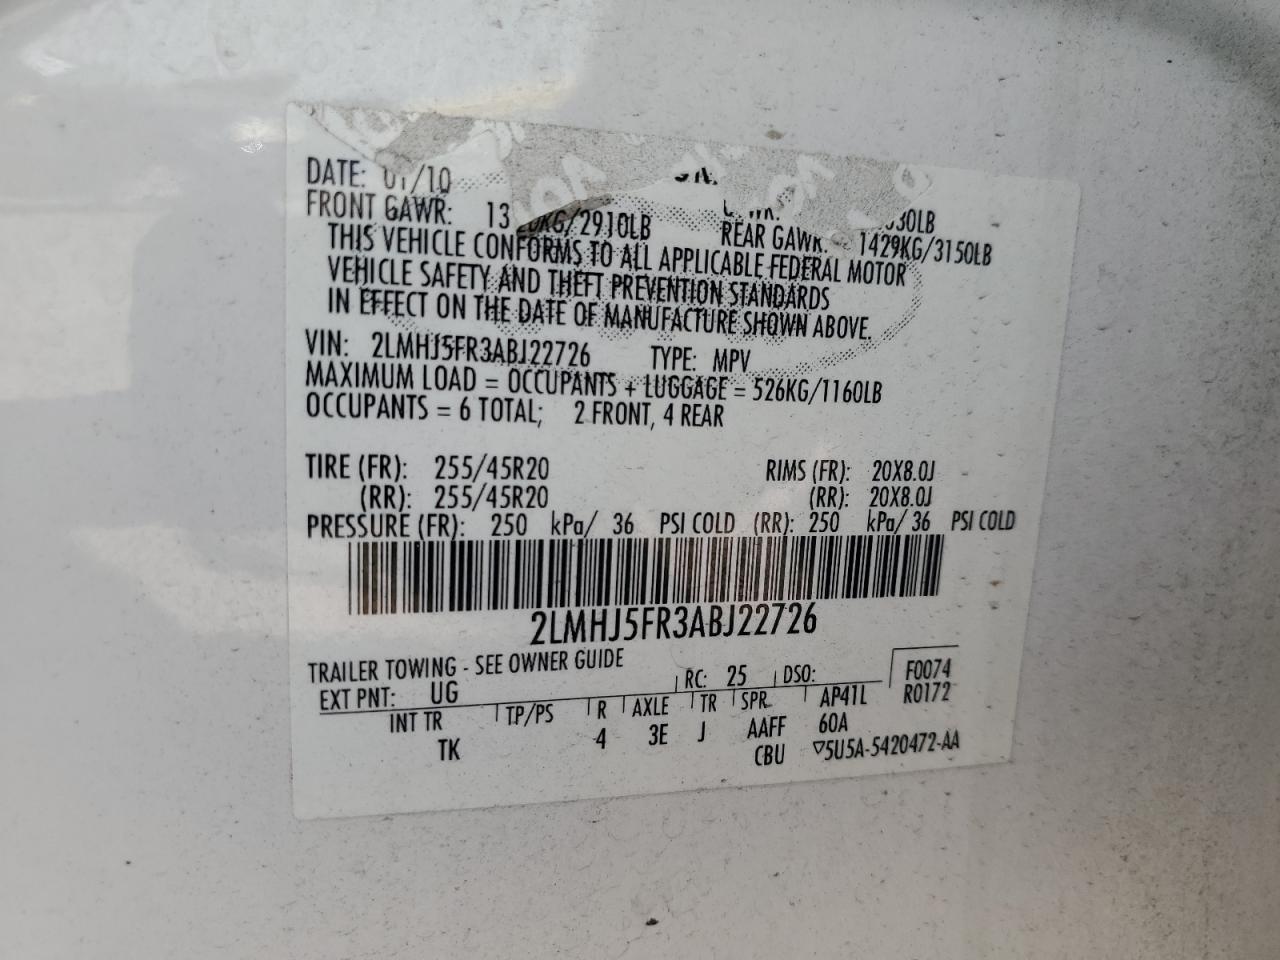 DATE: 01/10
FRONT GAWR: 2910LB
REAR GAWR: 1429KG/3150LB
THIS VEHICLE CONFORMS TO ALL APPLICABLE FEDERAL MOTOR
VEHICLE SAFETY AND THEFT PREVENTION STANDARDS
IN EFFECT ON THE DATE OF MANUFACTURE SHOWN ABOVE.
VIN: 2LMHJ5FR3ABJ22726 TYPE: MPV
MAXIMUM LOAD = OCCUPANTS + LUGGAGE = 526KG/1160LB
OCCUPANTS = 6 TOTAL; 2 FRONT, 4 REAR
TIRE (FR): 255/45R20 RIMS (FR): 20X8.0J
(RR): 255/45R20 (RR): 20X8.0J
PRESSURE (FR): 250 kPa/ 36 PSI COLD (RR): 250 kPa/ 36 PSI COLD
2LMHJ5FR3ABJ22726
TRAILER TOWING - SEE OWNER GUIDE
EXT PNT: UG RC: 25 DSO: F0074
R0172
INT TR TP/PS R AXLE TR SPR AP41L
TK 4 3E J AAFF 60A
CBU ▽5U5A-5420472-AA